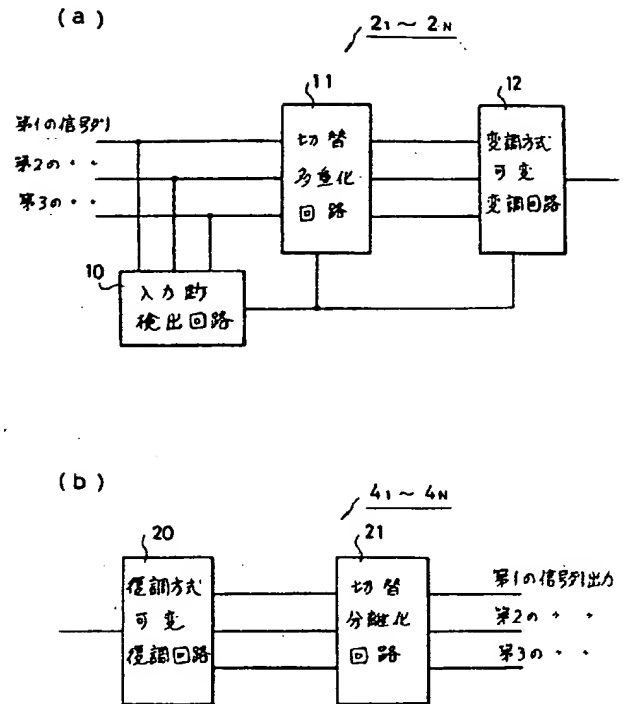 (a)
2₁〜2ɴ
11
12
第1の信号列
第2の〃〃
第3の〃〃
切替
多重化
回路
変調方式
可変
変調回路
10
入力断
検出回路
(b)
4₁〜4ɴ
20
21
復調方式
可変
復調回路
切替
分離化
回路
第1の信号列出力
第2の〃〃
第3の〃〃